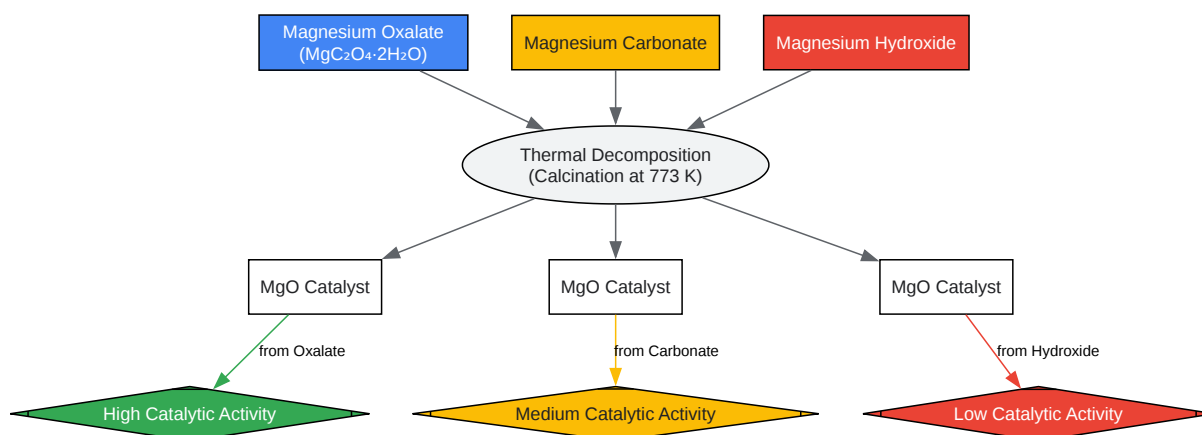 Magnesium Oxalate
(MgC₂O₄·2H₂O)
Magnesium Carbonate
Magnesium Hydroxide
Thermal Decomposition
(Calcination at 773 K)
MgO Catalyst
MgO Catalyst
MgO Catalyst
from Oxalate
from Carbonate
from Hydroxide
High Catalytic Activity
Medium Catalytic Activity
Low Catalytic Activity